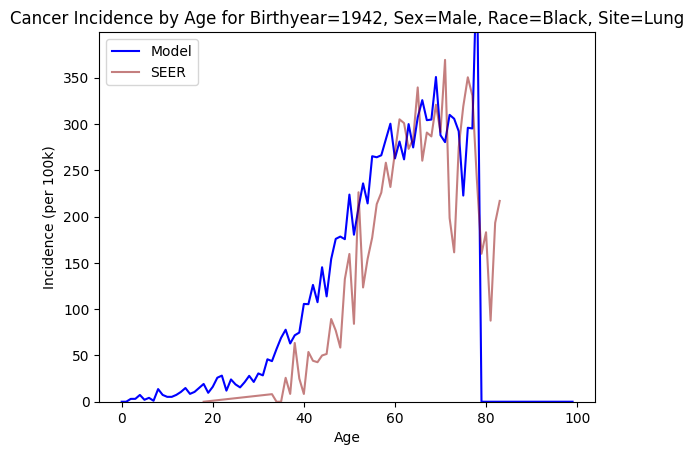 Cancer Incidence by Age for Birthyear=1942, Sex=Male, Race=Black, Site=Lung
Model
SEER
350
300
250
200
150
100
50
0
Incidence (per 100k)
0 20 40 60 80 100
Age